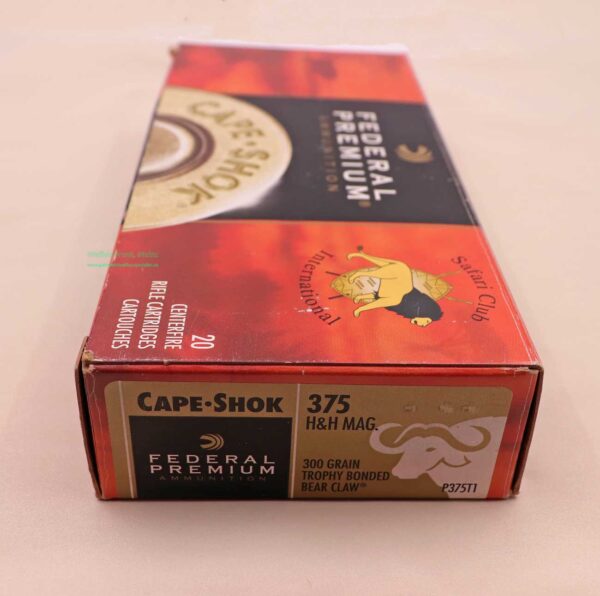 CAPE•SHOK
FEDERAL
PREMIUM®
AMMUNITION
Safari Club
International
20
CENTERFIRE
RIFLE CARTRIDGES
CARTOUCHES
CAPE•SHOK
FEDERAL
PREMIUM
AMMUNITION
375
H&H MAG.
300 GRAIN
TROPHY BONDED
BEAR CLAW®
P375T1